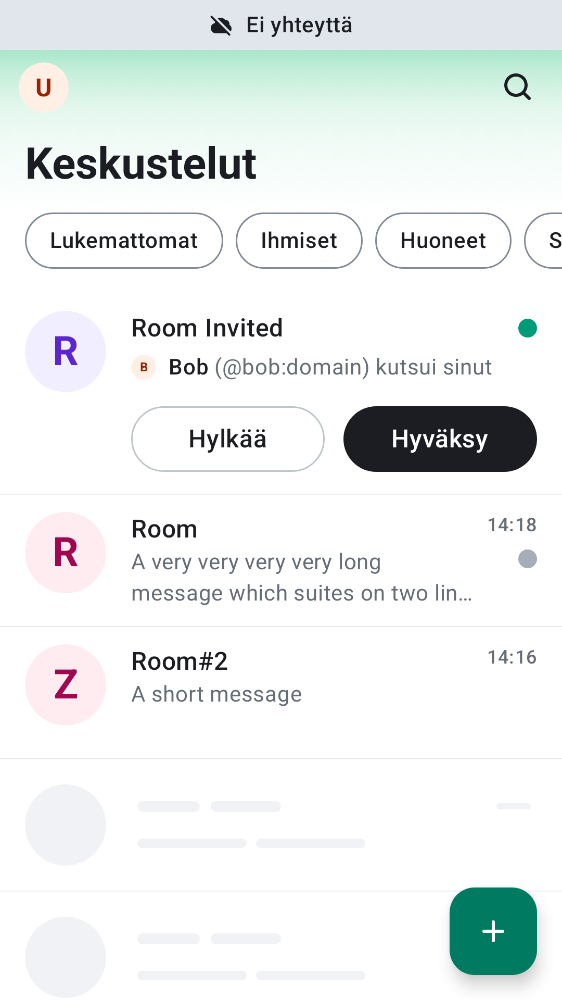 Ei yhteyttä
U
Keskustelut
Lukemattomat
Ihmiset
Huoneet
S
R
Room Invited
B
Bob (@bob:domain) kutsui sinut
Hylkää
Hyväksy
R
Room
14:18
A very very very very long
message which suites on two lin…
Z
Room#2
14:16
A short message